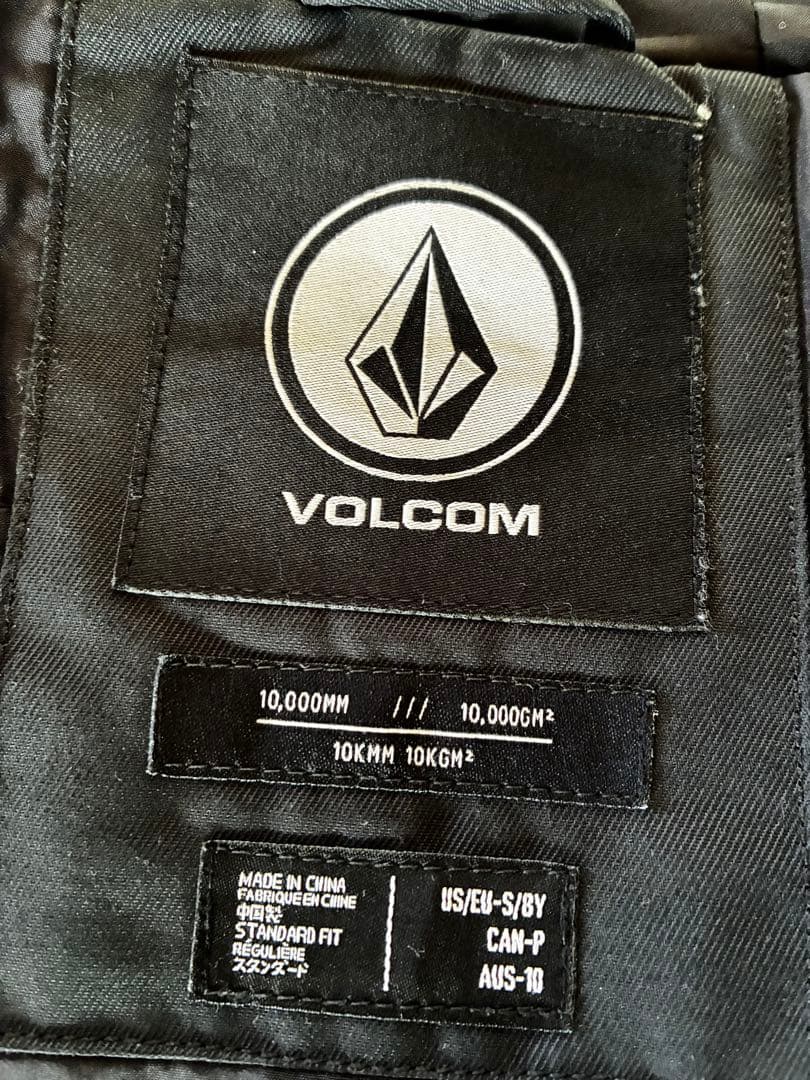 VOLCOM
10,000MM /// 10,000GM²
10KMM 10KGM²
MADE IN CHINA
FABRIQUE EN CHINE
中国製
STANDARD FIT
RÉGULIÈRE
スタンダード
US/EU-S/8Y
CAN-P
AUS-10